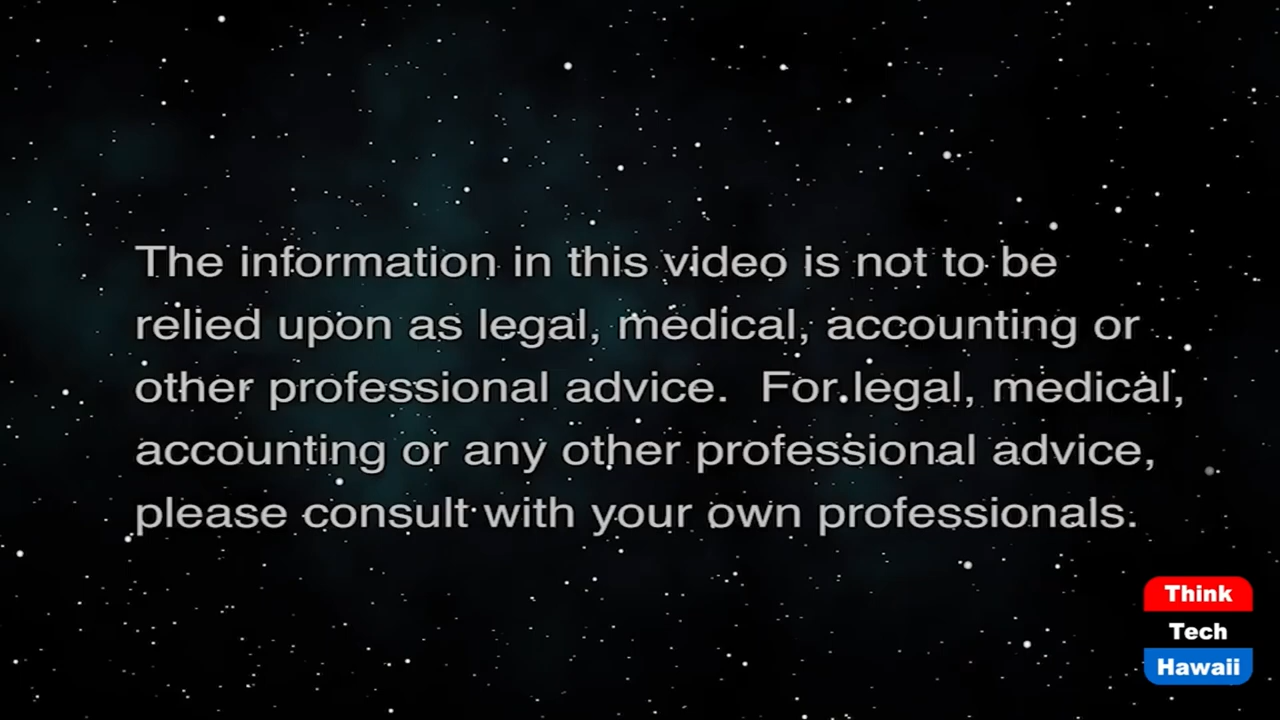 The information in this video is not to be
relied upon as legal, medical, accounting or
other professional advice.  For legal, medical,
accounting or any other professional advice,
please consult with your own professionals.
Think
Tech
Hawaii